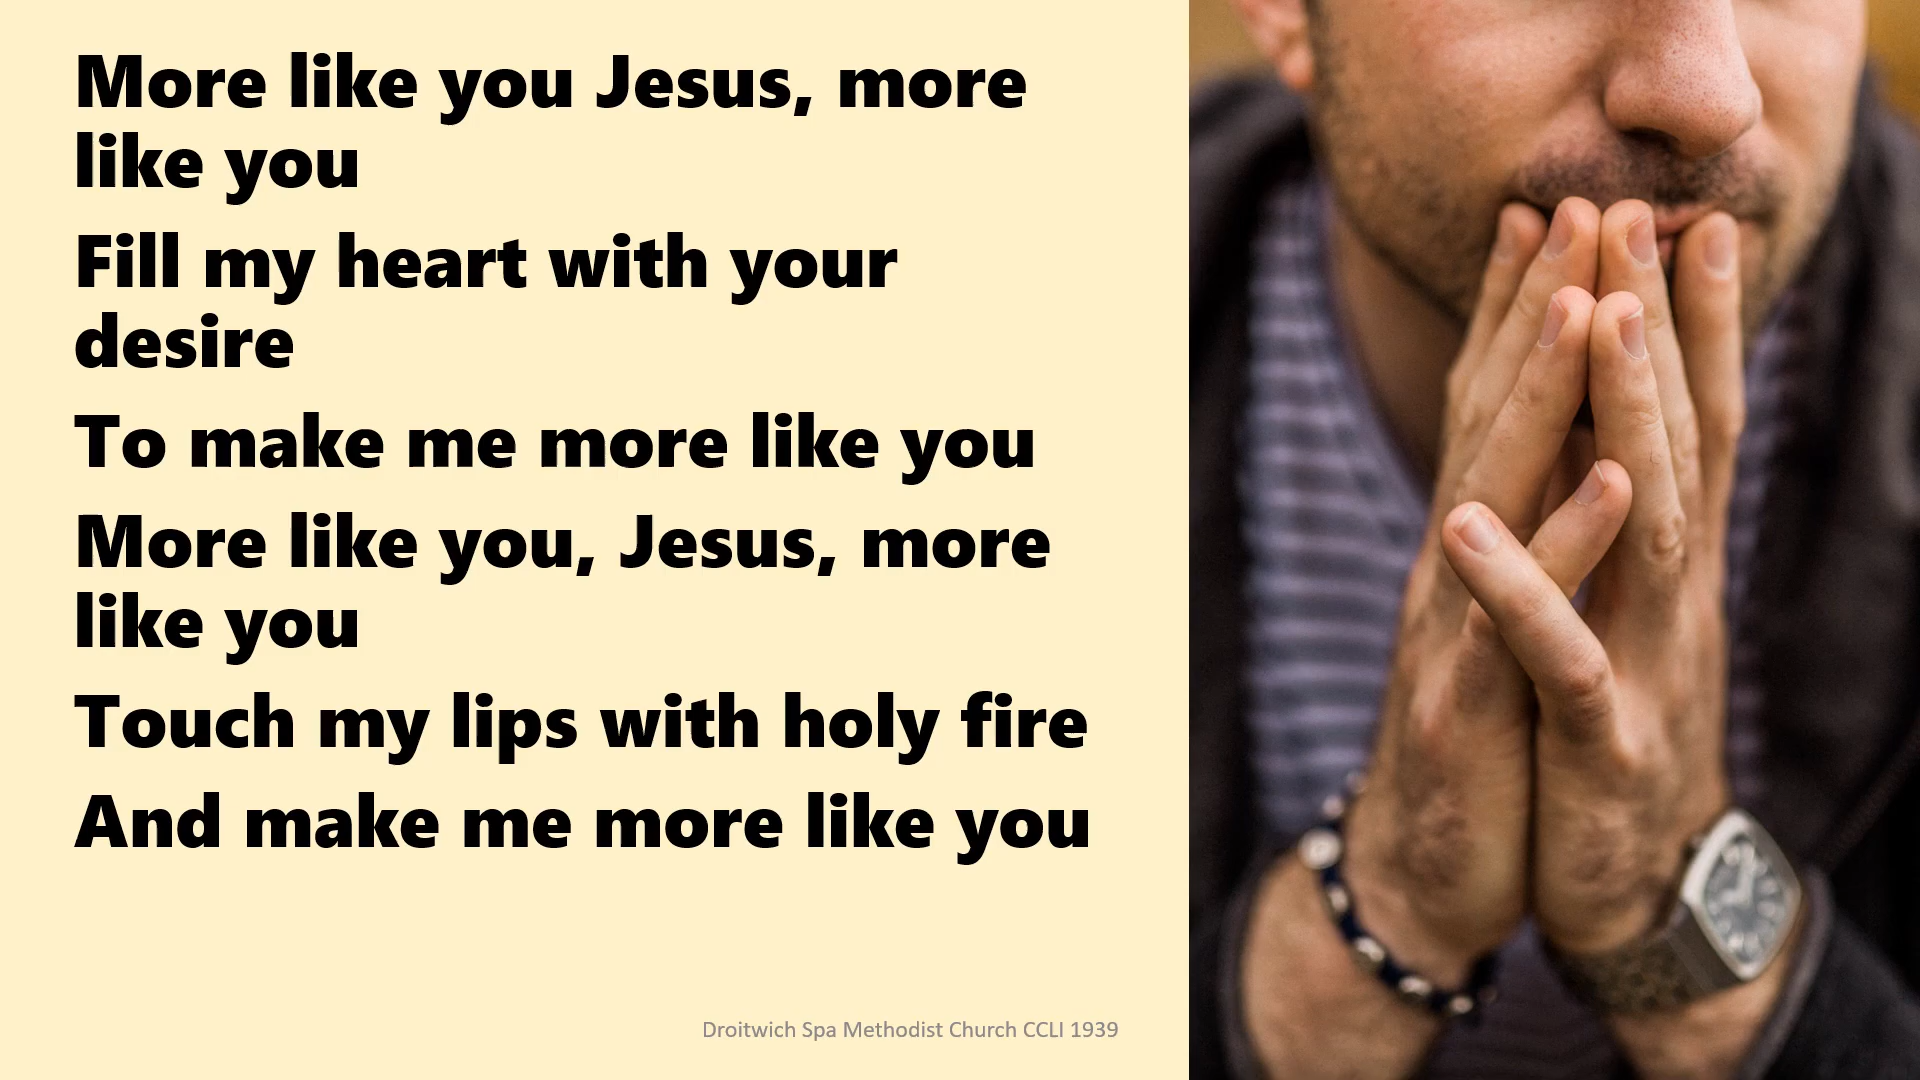 More like you Jesus, more
like you
Fill my heart with your
desire
To make me more like you
More like you, Jesus, more
like you
Touch my lips with holy fire
And make me more like you
Droitwich Spa Methodist Church CCLI 1939